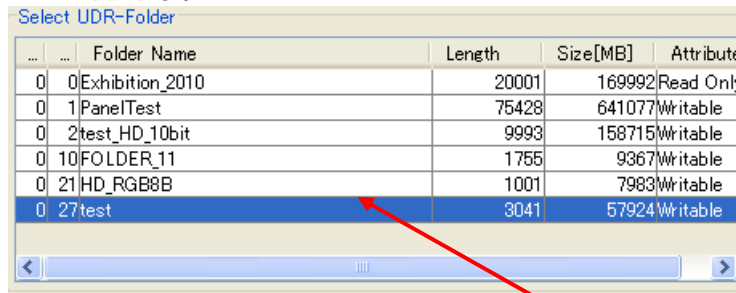 Select UDR-Folder
... ... Folder Name Length Size[MB] Attribute
0 0 Exhibition_2010 20001 169992 Read Only
0 1 PanelTest 75428 641077 Writable
0 2 test_HD_10bit 9993 158715 Writable
0 10 FOLDER_11 1755 9367 Writable
0 21 HD_RGB8B 1001 7983 Writable
0 27 test 3041 57924 Writable